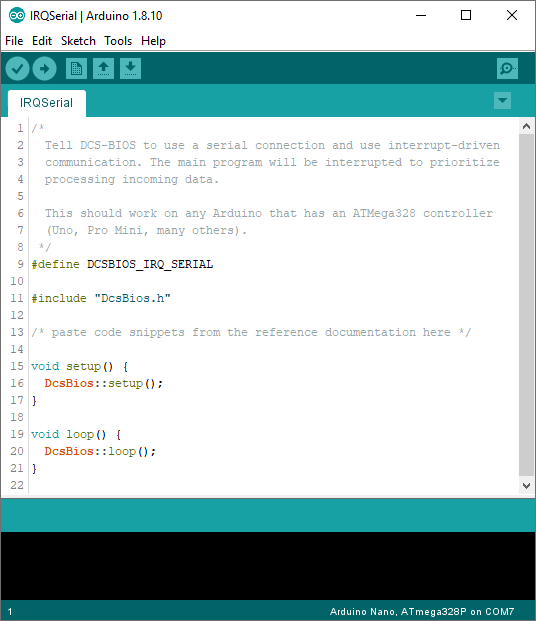 IRQSerial | Arduino 1.8.10
File Edit Sketch Tools Help
IRQSerial
1 /*
2 Tell DCS-BIOS to use a serial connection and use interrupt-driven
3 communication. The main program will be interrupted to prioritize
4 processing incoming data.
5
6 This should work on any Arduino that has an ATMega328 controller
7 (Uno, Pro Mini, many others).
8 */
9 #define DCSBIOS_IRQ_SERIAL
10
11 #include "DcsBios.h"
12
13 /* paste code snippets from the reference documentation here */
14
15 void setup() {
16 DcsBios::setup();
17 }
18
19 void loop() {
20 DcsBios::loop();
21 }
22
1 Arduino Nano, ATmega328P on COM7